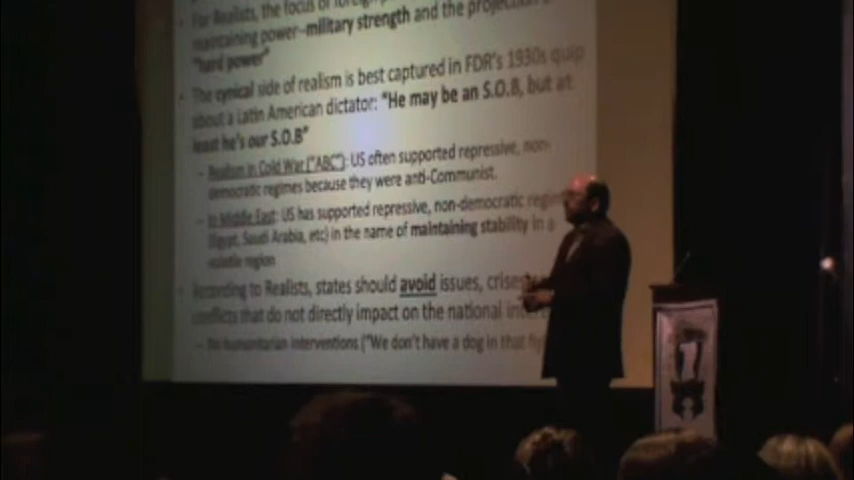 For Realists, the focus of foreign
maintaining power–military strength and the projection
"hard power"
The cynical side of realism is best captured in FDR's 1930s quip
about a Latin American dictator: "He may be an S.O.B, but at
least he's our S.O.B"
Realism in Cold War ("ABC"): US often supported repressive, non-
democratic regimes because they were anti-Communist.
In Middle East: US has supported repressive, non-democratic regim
(Egypt, Saudi Arabia, etc) in the name of maintaining stability in a
volatile region
According to Realists, states should avoid issues, crises
conflicts that do not directly impact on the national
No humanitarian interventions ("We don't have a dog in that